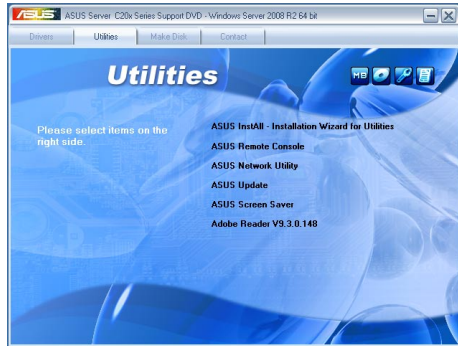 ASUS ASUS Server C20x Series Support DVD - Windows Server 2008 R2 64 bit
Drivers Utilities Make Disk Contact
Utilities
MB
Please select items on the
right side.
ASUS InstAll - Installation Wizard for Utilities
ASUS Remote Console
ASUS Network Utility
ASUS Update
ASUS Screen Saver
Adobe Reader V9.3.0.148